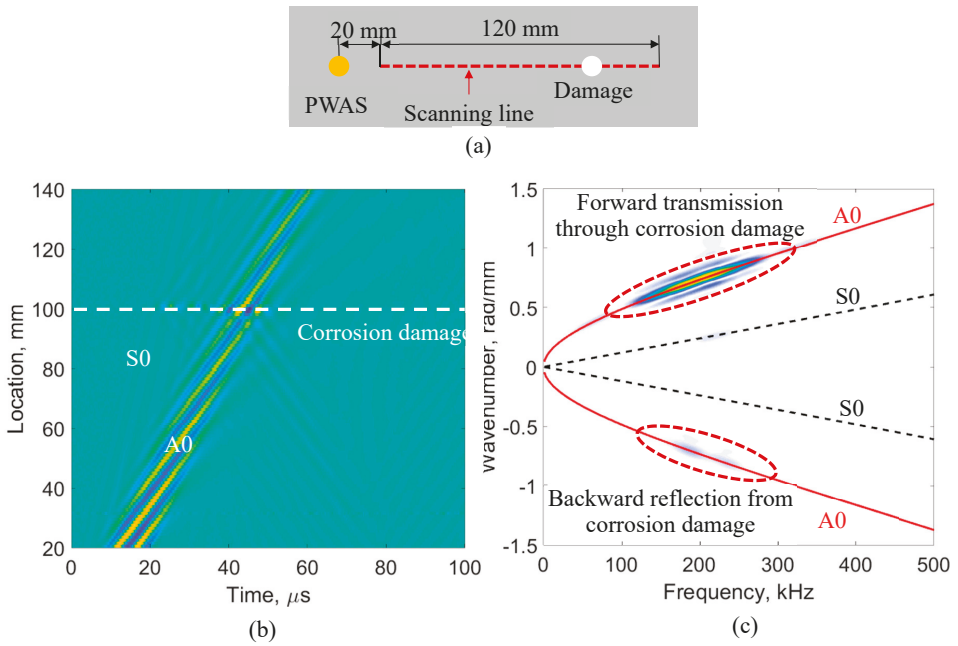 20 mm
120 mm
PWAS
Scanning line
Damage
(a)
140
120
100
80
60
40
20
0
20
40
60
80
100
Location, mm
Time, μs
S0
A0
Corrosion damage
(b)
1.5
1
0.5
0
-0.5
-1
-1.5
0
100
200
300
400
500
Wavenumber, rad/mm
Frequency, kHz
Forward transmission
through corrosion damage
A0
S0
S0
Backward reflection from
corrosion damage
A0
(c)